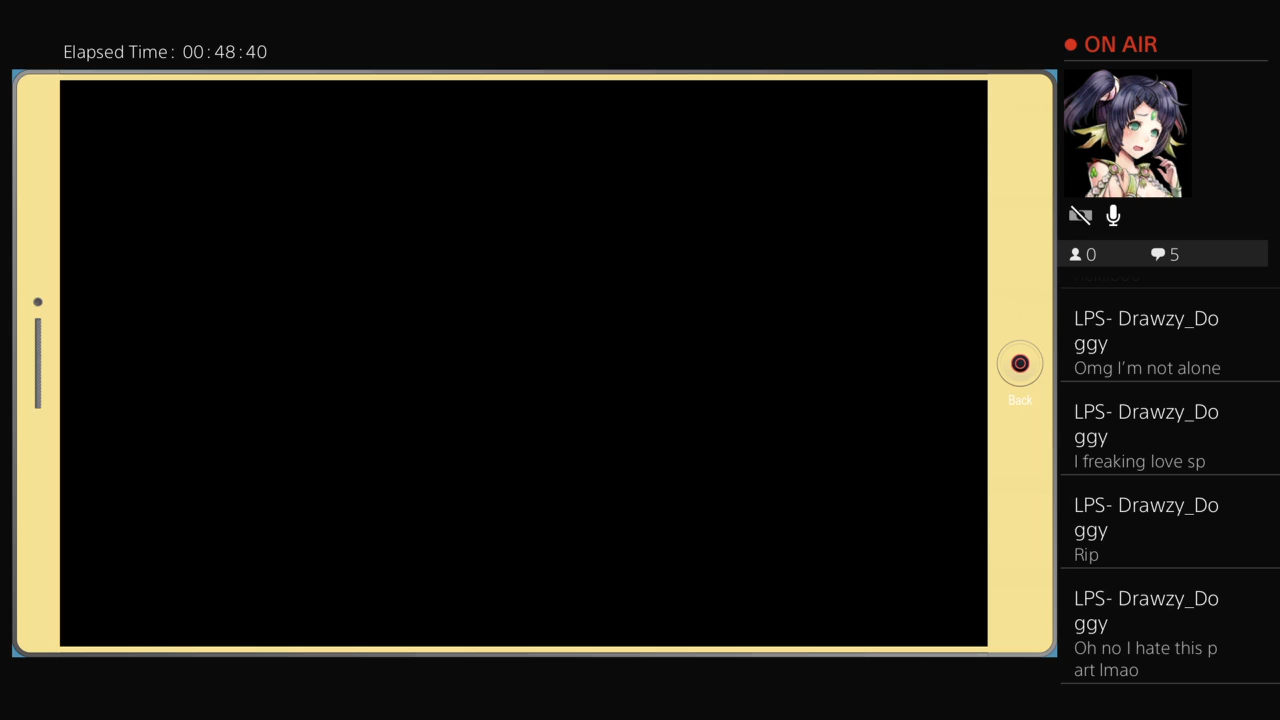 Elapsed Time: 00:48:40
ON AIR
0 5
LPS- Drawzy_Do
ggy
Omg I'm not alone
LPS- Drawzy_Do
ggy
I freaking love sp
LPS- Drawzy_Do
ggy
Rip
LPS- Drawzy_Do
ggy
Oh no I hate this p
art lmao
Back